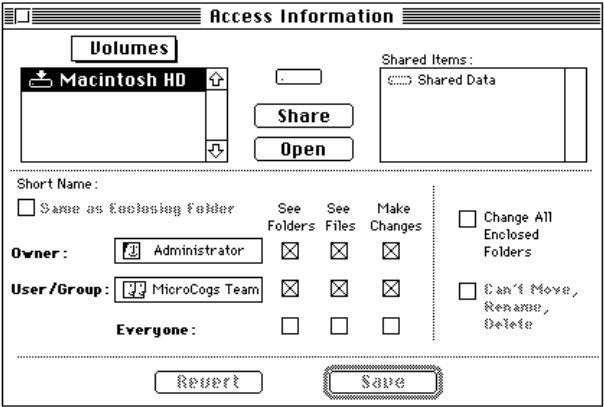 Access Information
Volumes
Macintosh HD
Share
Open
Shared Items:
Shared Data
Short Name:
Same as Enclosing Folder
See Folders
See Files
Make Changes
Owner:
Administrator
User/Group:
MicroCogs Team
Everyone:
Change All
Enclosed
Folders
Can't Move,
Rename,
Delete
Revert
Save